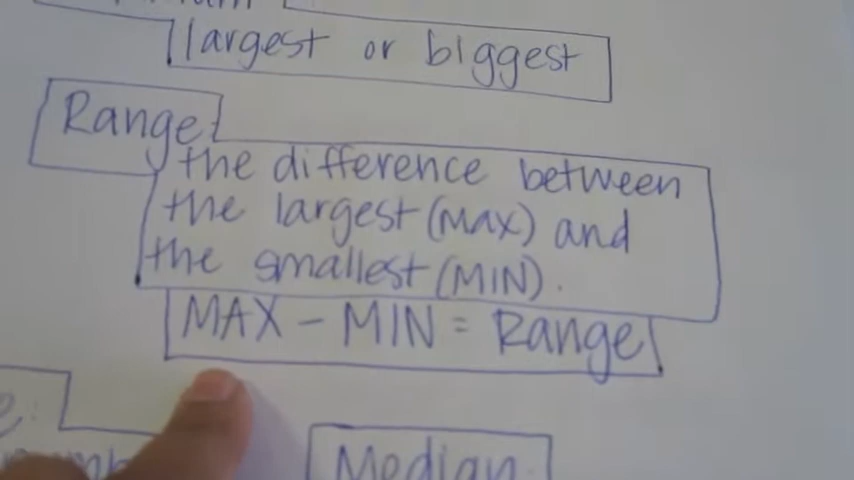 largest or biggest
Range:
the difference between
the largest (Max) and
the smallest (MIN).
MAX - MIN = Range
Median